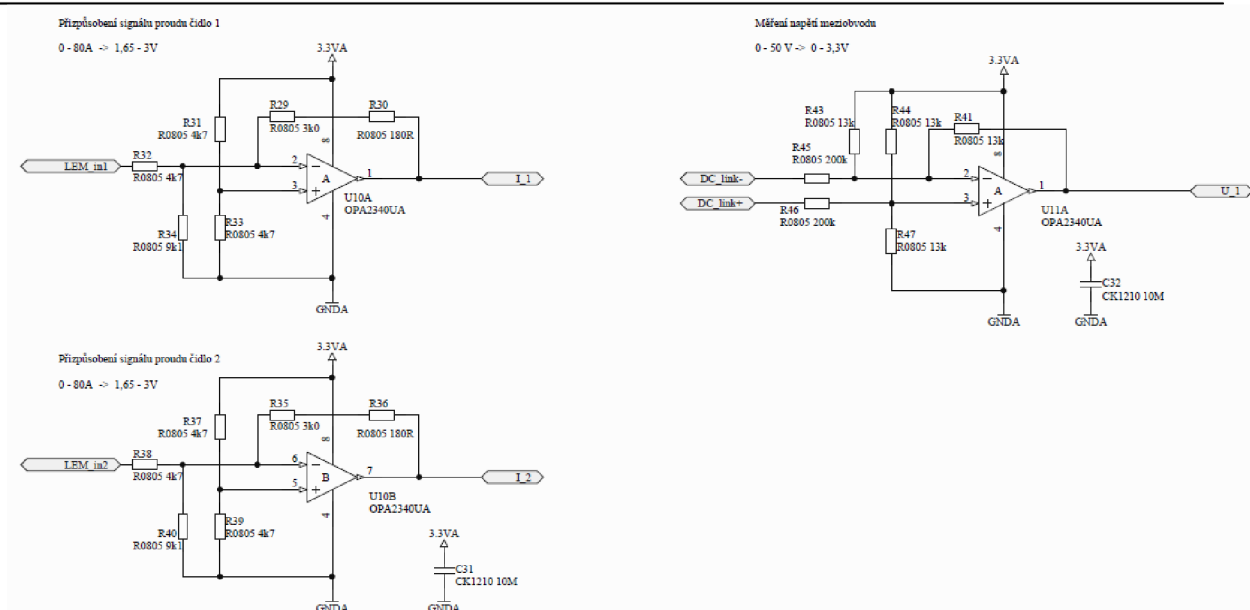 Přizpůsobení signálu proudu čidlo 1
0 - 80A -> 1,65 - 3V
3.3VA
R31
R0805 4k7
R29
R0805 3k0
R30
R0805 180R
8
LEM_in1
R32
R0805 4k7
2
3
A
1
I_1
U10A
OPA2340UA
4
R34
R0805 9k1
R33
R0805 4k7
GNDA
Měření napětí meziobvodu
0 - 50 V -> 0 - 3,3V
3.3VA
R43
R0805 13k
R44
R0805 13k
R41
R0805 13k
8
R45
R0805 200k
DC_link-
DC_link+
R46
R0805 200k
2
3
A
1
U_1
U11A
OPA2340UA
4
R47
R0805 13k
3.3VA
C32
CK1210 10M
GNDA
GNDA
Přizpůsobení signálu proudu čidlo 2
0 - 80A -> 1,65 - 3V
3.3VA
R37
R0805 4k7
R35
R0805 3k0
R36
R0805 180R
8
LEM_in2
R38
R0805 4k7
6
5
B
7
I_2
U10B
OPA2340UA
4
R40
R0805 9k1
R39
R0805 4k7
3.3VA
C31
CK1210 10M
GNDA
GNDA